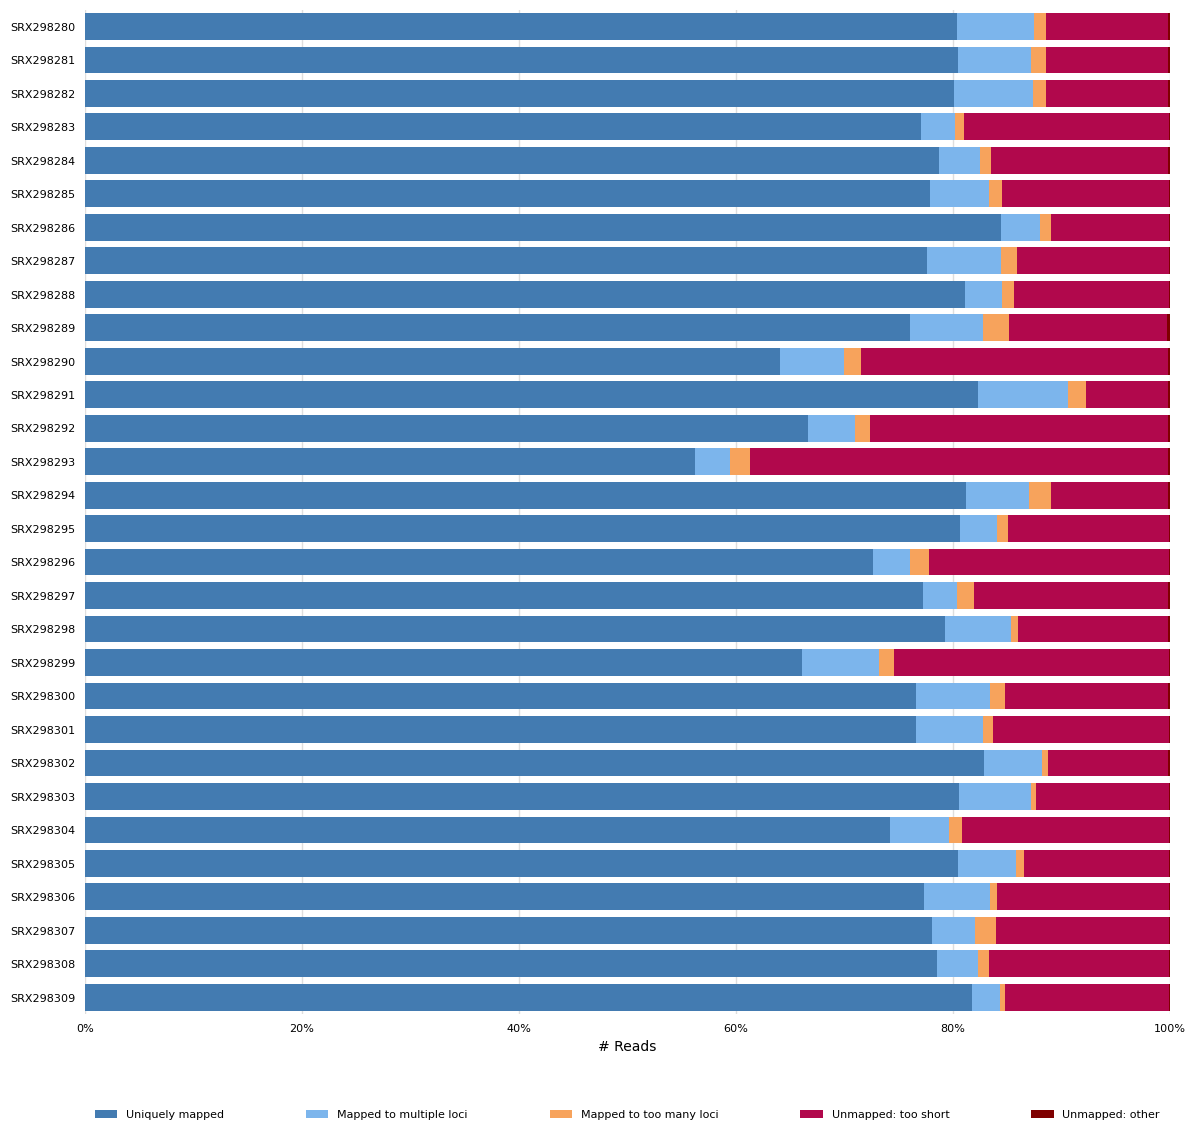 SRX298280
SRX298281
SRX298282
SRX298283
SRX298284
SRX298285
SRX298286
SRX298287
SRX298288
SRX298289
SRX298290
SRX298291
SRX298292
SRX298293
SRX298294
SRX298295
SRX298296
SRX298297
SRX298298
SRX298299
SRX298300
SRX298301
SRX298302
SRX298303
SRX298304
SRX298305
SRX298306
SRX298307
SRX298308
SRX298309
0% 20% 40% 60% 80% 100%
# Reads
Uniquely mapped Mapped to multiple loci Mapped to too many loci Unmapped: too short Unmapped: other